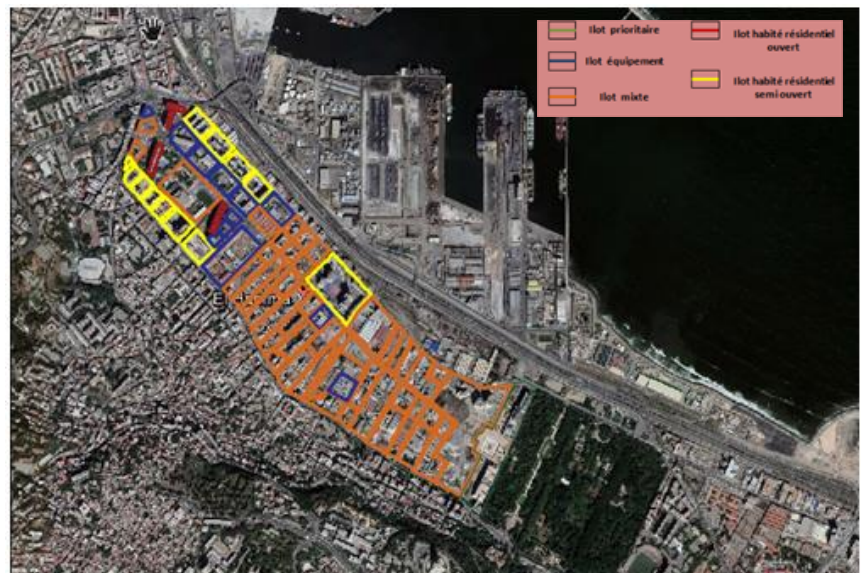 Ilot prioritaire
Ilot équipement
Ilot mixte
Ilot habité résidentiel
ouvert
Ilot habité résidentiel
semi ouvert